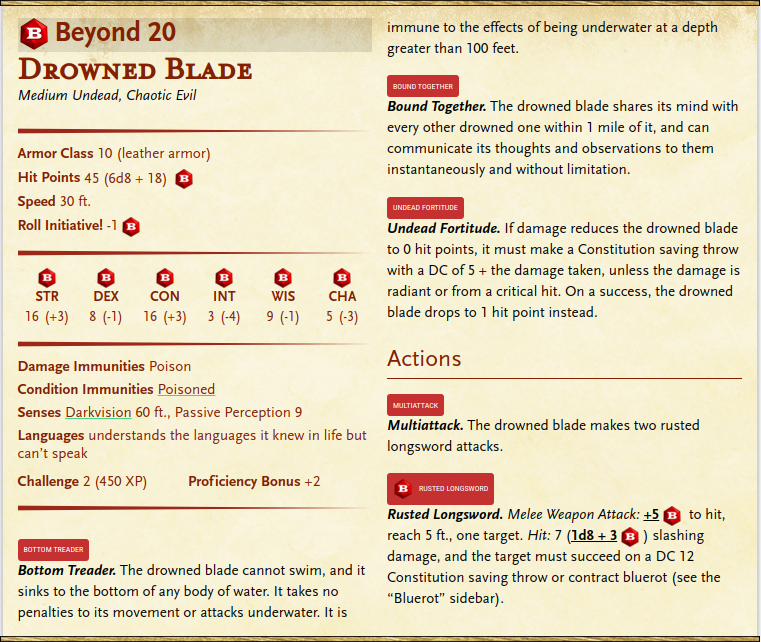 B Beyond 20
Drowned Blade
Medium Undead, Chaotic Evil
Armor Class 10 (leather armor)
Hit Points 45 (6d8 + 18) B
Speed 30 ft.
Roll Initiative! -1 B
B B B B B B
STR DEX CON INT WIS CHA
16 (+3) 8 (-1) 16 (+3) 3 (-4) 9 (-1) 5 (-3)
Damage Immunities Poison
Condition Immunities Poisoned
Senses Darkvision 60 ft., Passive Perception 9
Languages understands the languages it knew in life but
can’t speak
Challenge 2 (450 XP) Proficiency Bonus +2
BOTTOM TREADER
Bottom Treader. The drowned blade cannot swim, and it
sinks to the bottom of any body of water. It takes no
penalties to its movement or attacks underwater. It is
immune to the effects of being underwater at a depth
greater than 100 feet.
BOUND TOGETHER
Bound Together. The drowned blade shares its mind with
every other drowned one within 1 mile of it, and can
communicate its thoughts and observations to them
instantaneously and without limitation.
UNDEAD FORTITUDE
Undead Fortitude. If damage reduces the drowned blade
to 0 hit points, it must make a Constitution saving throw
with a DC of 5 + the damage taken, unless the damage is
radiant or from a critical hit. On a success, the drowned
blade drops to 1 hit point instead.
Actions
MULTIATTACK
Multiattack. The drowned blade makes two rusted
longsword attacks.
B RUSTED LONGSWORD
Rusted Longsword. Melee Weapon Attack: +5 B to hit,
reach 5 ft., one target. Hit: 7 (1d8 + 3 B ) slashing
damage, and the target must succeed on a DC 12
Constitution saving throw or contract bluerot (see the
“Bluerot” sidebar).